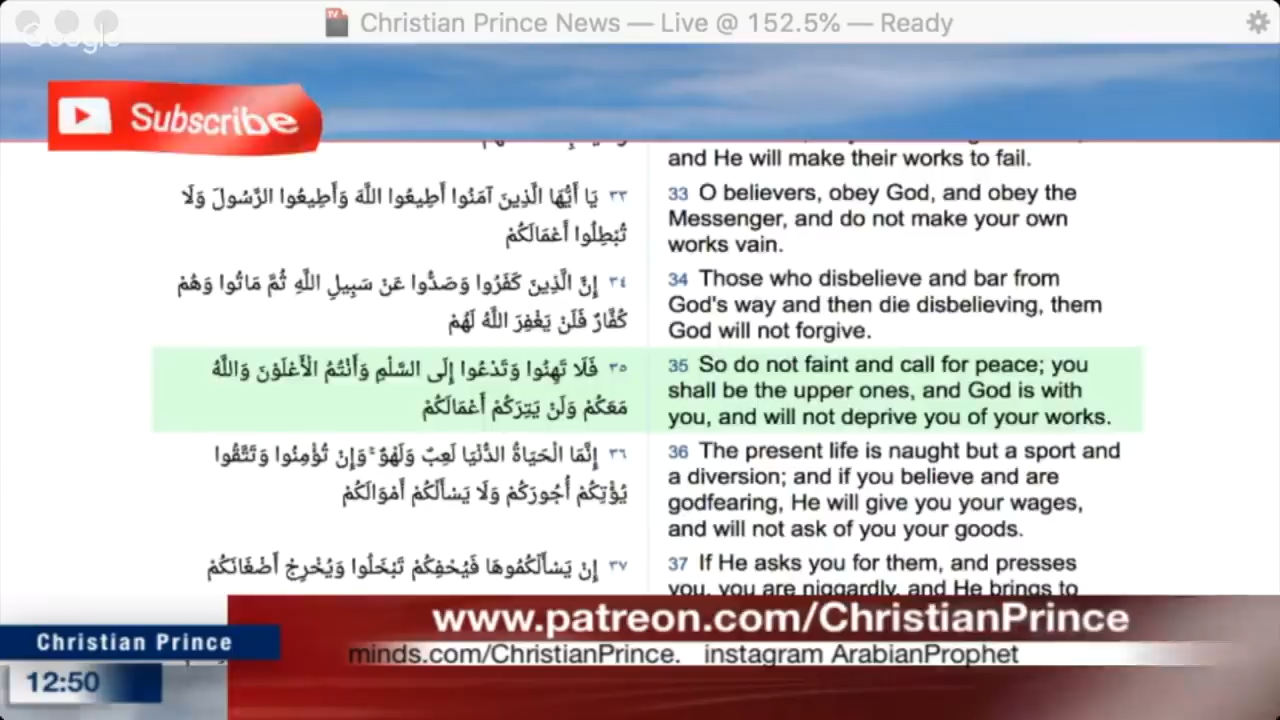 Christian Prince News — Live @ 152.5% — Ready
Google
Subscribe
and He will make their works to fail.
٣٣ يَا أَيُّهَا الَّذِينَ آمَنُوا أَطِيعُوا اللَّهَ وَأَطِيعُوا الرَّسُولَ وَلَا
تُبْطِلُوا أَعْمَالَكُمْ
33 O believers, obey God, and obey the
Messenger, and do not make your own
works vain.
٣٤ إِنَّ الَّذِينَ كَفَرُوا وَصَدُّوا عَنْ سَبِيلِ اللَّهِ ثُمَّ مَاتُوا وَهُمْ
كُفَّارٌ فَلَنْ يَغْفِرَ اللَّهُ لَهُمْ
34 Those who disbelieve and bar from
God's way and then die disbelieving, them
God will not forgive.
٣٥ فَلَا تَهِنُوا وَتَدْعُوا إِلَى السَّلْمِ وَأَنْتُمُ الْأَعْلَوْنَ وَاللَّهُ
مَعَكُمْ وَلَنْ يَتِرَكُمْ أَعْمَالَكُمْ
35 So do not faint and call for peace; you
shall be the upper ones, and God is with
you, and will not deprive you of your works.
٣٦ إِنَّمَا الْحَيَاةُ الدُّنْيَا لَعِبٌ وَلَهْوٌ ۚ وَإِنْ تُؤْمِنُوا وَتَتَّقُوا
يُؤْتِكُمْ أُجُورَكُمْ وَلَا يَسْأَلْكُمْ أَمْوَالَكُمْ
36 The present life is naught but a sport and
a diversion; and if you believe and are
godfearing, He will give you your wages,
and will not ask of you your goods.
٣٧ إِنْ يَسْأَلْكُمُوهَا فَيُحْفِكُمْ تَبْخَلُوا وَيُخْرِجْ أَضْغَانَكُمْ
37 If He asks you for them, and presses
you, you are niggardly, and He brings to
www.patreon.com/ChristianPrince
Christian Prince
minds.com/ChristianPrince. instagram ArabianProphet
12:50